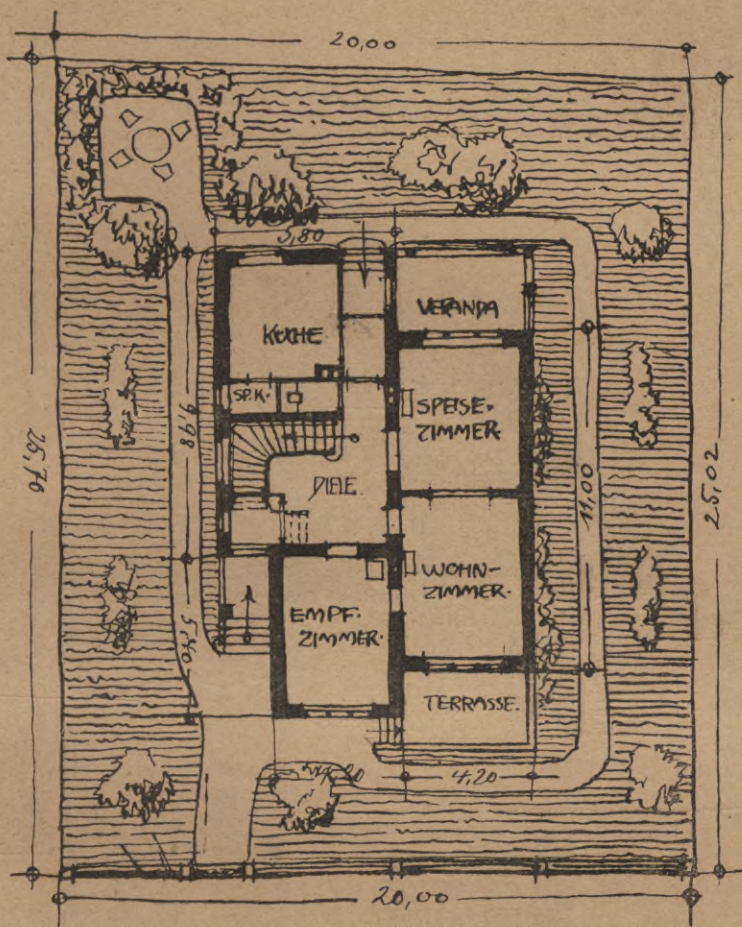 20,00
5,80
KÜCHE
VERANDA
SP.K.
SPEISE-
ZIMMER.
9,98
25,76
25,02
DIELE
11,00
WOHN-
ZIMMER.
EMPF.
ZIMMER.
5,40
TERRASSE.
4,20
20,00